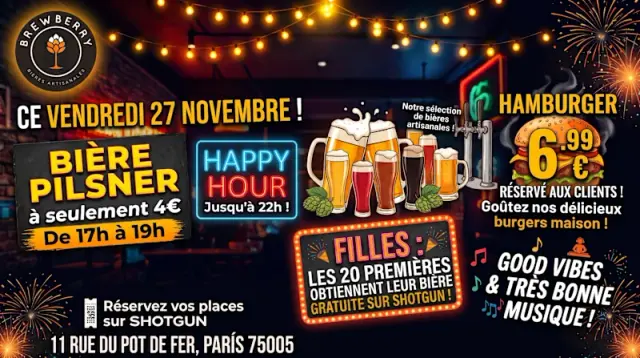 BREWBERRY
BIÈRES ARTISANALES
CE VENDREDI 27 NOVEMBRE !
BIÈRE
PILSNER
à seulement 4€
De 17h à 19h
HAPPY
HOUR
Jusqu'à 22h !
Notre sélection
de bières
artisanales !
HAMBURGER
6.99
€
RÉSERVÉ AUX CLIENTS !
Goûtez nos délicieux
burgers maison !
FILLES :
LES 20 PREMIÈRES
OBTIENNENT LEUR BIÈRE
GRATUITE SUR SHOTGUN !
GOOD VIBES
& TRÈS BONNE
MUSIQUE !
Réservez vos places
sur SHOTGUN
11 RUE DU POT DE FER, PARÍS 75005